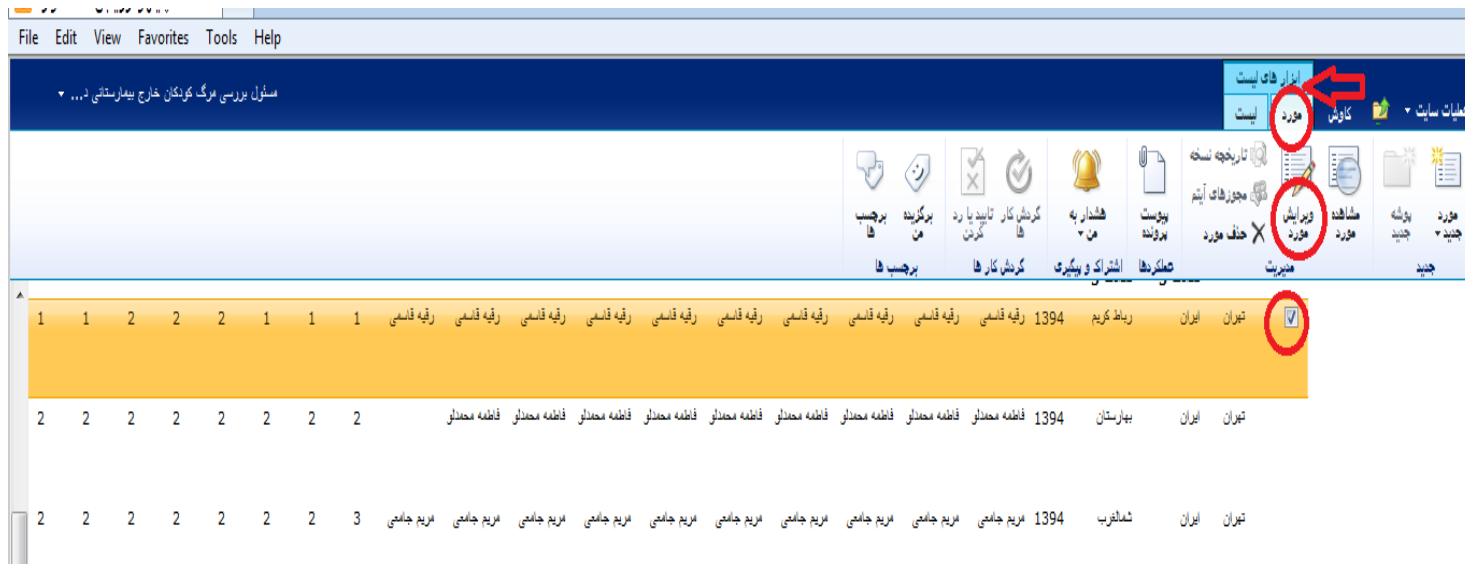 File Edit View Favorites Tools Help
مسئول بررسی مرگ کودکان خارج بیمارستانی د...
ابزار های لیست
عملیات سایت کاوش مورد لیست
مورد جدید
پوشه جدید
مشاهده مورد
ویرایش مورد
تاریخچه نسخه
مجوزهای آیتم
حذف مورد
پیوست پرونده
هشدار به من
گردش کار ها
تایید یا رد کردن
برگزیده من
برچسب ها
جدید مدیریت عملکردها اشتراک و پیگیری گردش کار ها برچسب ها
تهران ایران رباط کریم 1394 رقیه قاسمی رقیه قاسمی رقیه قاسمی رقیه قاسمی رقیه قاسمی رقیه قاسمی رقیه قاسمی رقیه قاسمی رقیه قاسمی رقیه قاسمی 1 1 1 2 2 2 1 1
تهران ایران بهارستان 1394 فاطمه محمدلو فاطمه محمدلو فاطمه محمدلو فاطمه محمدلو فاطمه محمدلو فاطمه محمدلو فاطمه محمدلو فاطمه محمدلو فاطمه محمدلو 2 2 2 2 2 2 2 2
تهران ایران شمالغرب 1394 مریم جامعی مریم جامعی مریم جامعی مریم جامعی مریم جامعی مریم جامعی مریم جامعی مریم جامعی مریم جامعی مریم جامعی 3 2 2 2 2 2 2 2